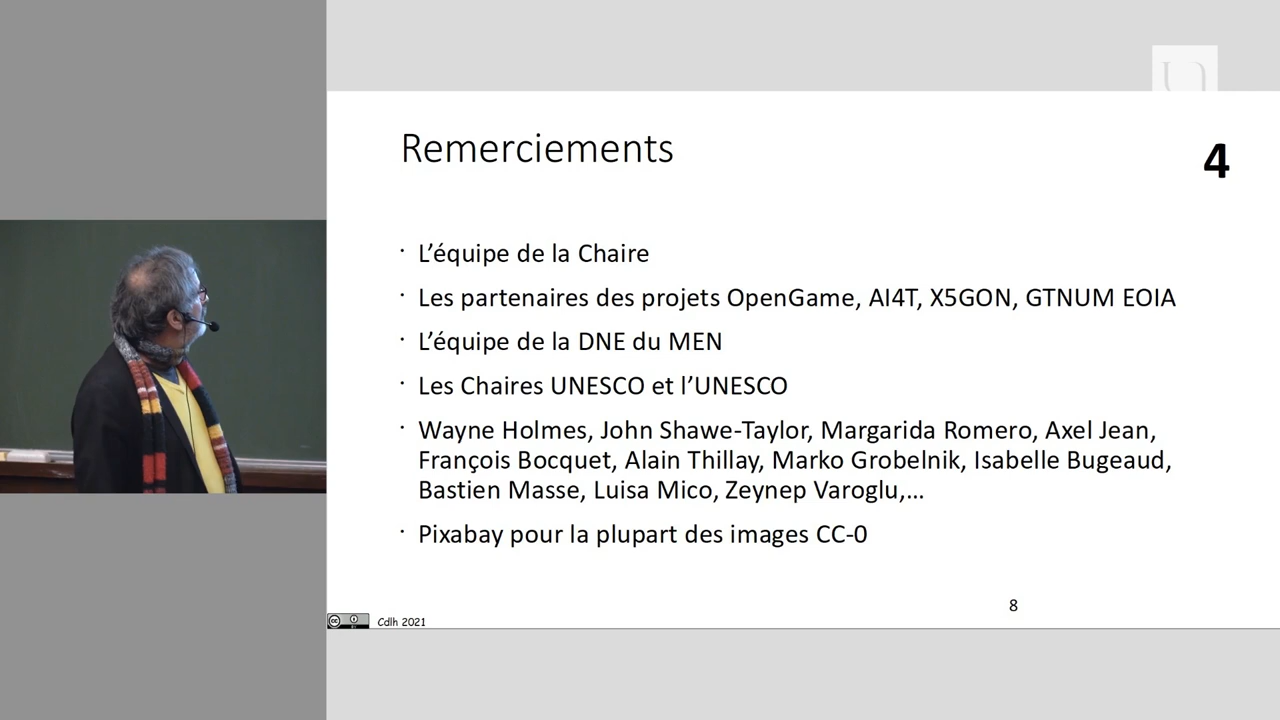 Remerciements
4
· L’équipe de la Chaire
· Les partenaires des projets OpenGame, AI4T, X5GON, GTNUM EOIA
· L’équipe de la DNE du MEN
· Les Chaires UNESCO et l’UNESCO
· Wayne Holmes, John Shawe-Taylor, Margarida Romero, Axel Jean,
François Bocquet, Alain Thillay, Marko Grobelnik, Isabelle Bugeaud,
Bastien Masse, Luisa Mico, Zeynep Varoglu,…
· Pixabay pour la plupart des images CC-0
8
cc
Cdlh 2021